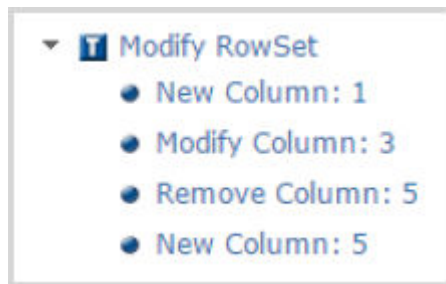 T Modify RowSet
New Column: 1
Modify Column: 3
Remove Column: 5
New Column: 5